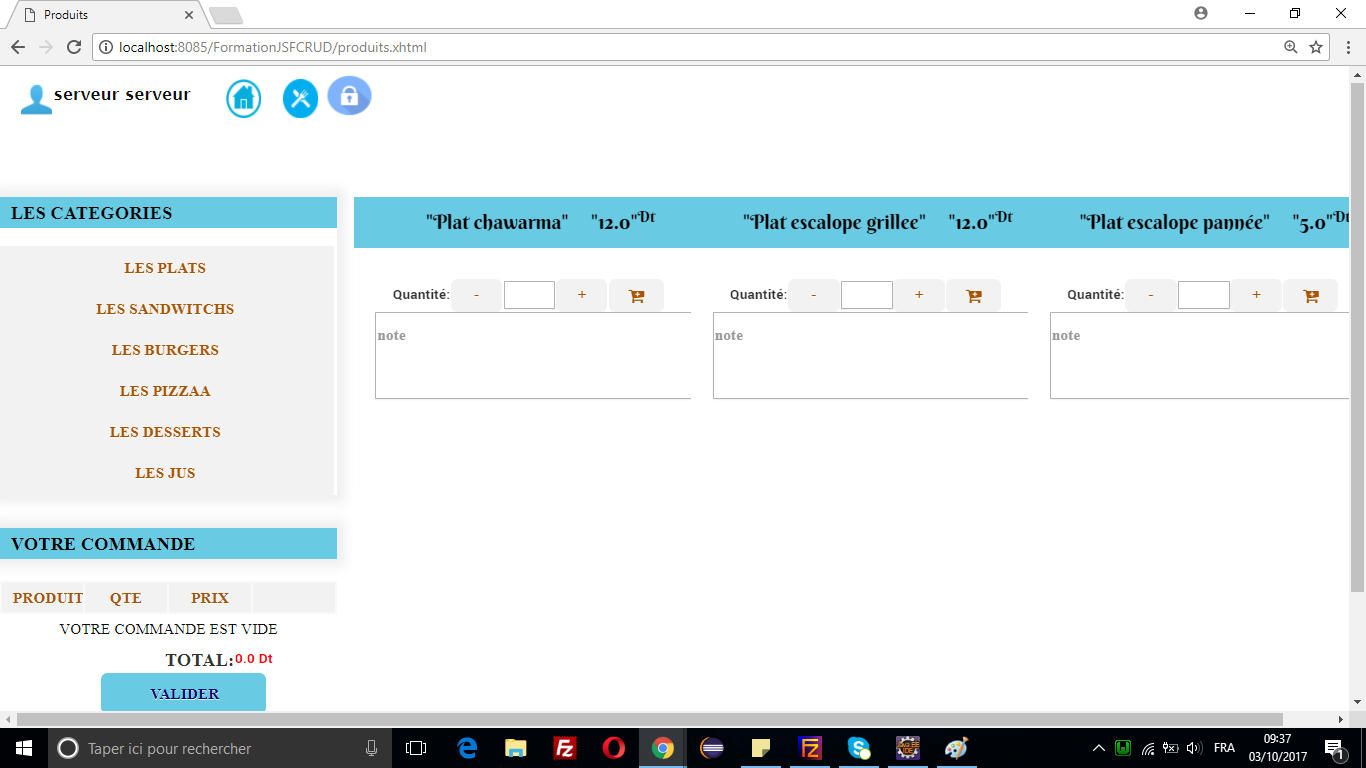 Produits
localhost:8085/FormationJSFCRUD/produits.xhtml
serveur serveur
LES CATEGORIES
LES PLATS
LES SANDWITCHS
LES BURGERS
LES PIZZAA
LES DESSERTS
LES JUS
VOTRE COMMANDE
PRODUIT QTE PRIX
VOTRE COMMANDE EST VIDE
TOTAL:0.0 Dt
VALIDER
"Plat chawarma" "12.0"Dt
Quantité: - +
note
"Plat escalope grillee" "12.0"Dt
Quantité: - +
note
"Plat escalope pannée" "5.0"Dt
Quantité: - +
note
Taper ici pour rechercher
FRA
09:37
03/10/2017
1